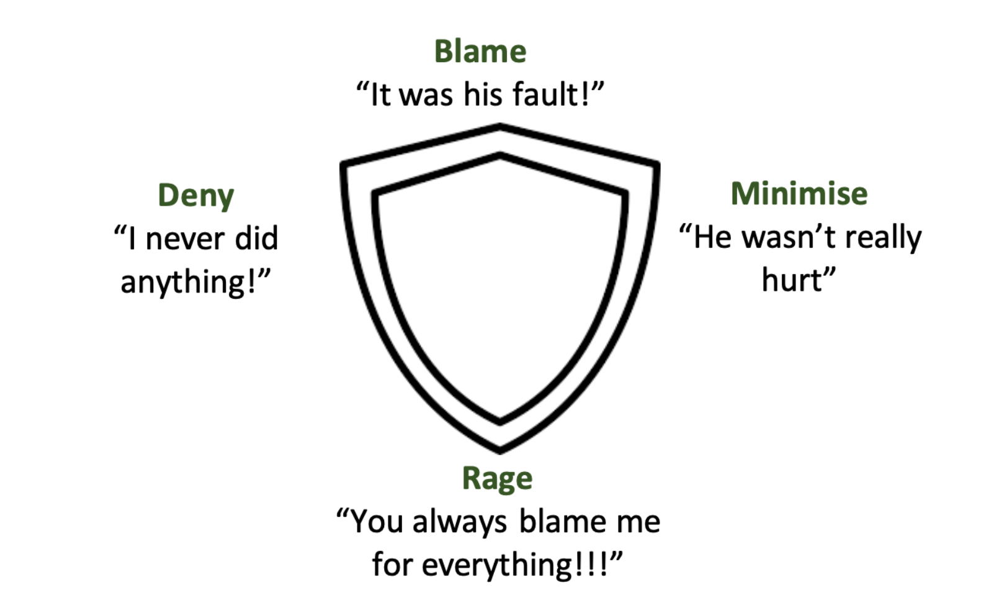 Blame
“It was his fault!”
Deny
“I never did
anything!”
Minimise
“He wasn’t really
hurt”
Rage
“You always blame me
for everything!!!”